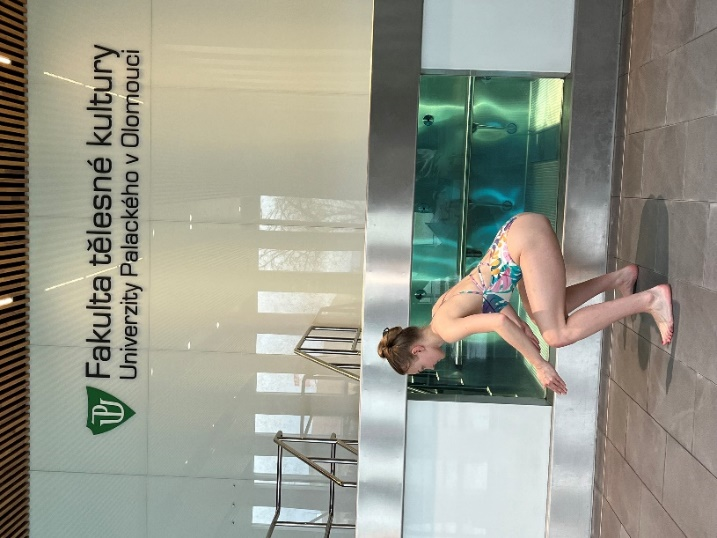 Fakulta tělesné kultury
Univerzity Palackého v Olomouci